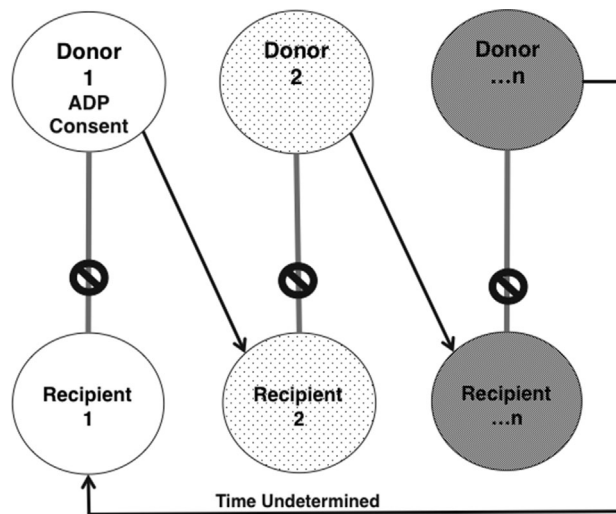 Donor
1
ADP
Consent
Donor
2
Donor
...n
Recipient
1
Recipient
2
Recipient
...n
Time Undetermined